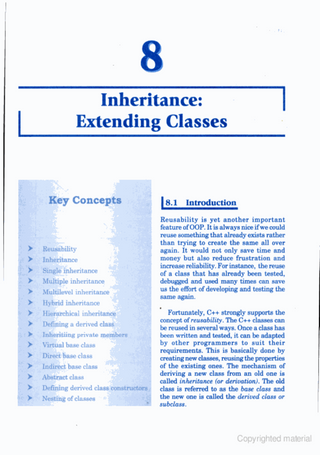 8
Inheritance:
Extending Classes
Key Concepts
Reusability
Inheritance
Single inheritance
Multiple inheritance
Multilevel inheritance
Hybrid inheritance
Hierarchical inheritance
Defining a derived class
Inheriting private members
Virtual base class
Direct base class
Indirect base class
Abstract class
Defining derived class constructors
Nesting of classes
8.1 Introduction
Reusability is yet another important
feature of OOP. It is always nice if we could
reuse something that already exists rather
than trying to create the same all over
again. It would not only save time and
money but also reduce frustration and
increase reliability. For instance, the reuse
of a class that has already been tested,
debugged and used many times can save
us the effort of developing and testing the
same again.
Fortunately, C++ strongly supports the
concept of reusability. The C++ classes can
be reused in several ways. Once a class has
been written and tested, it can be adapted
by other programmers to suit their
requirements. This is basically done by
creating new classes, reusing the properties
of the existing ones. The mechanism of
deriving a new class from an old one is
called inheritance (or derivation). The old
class is referred to as the base class and
the new one is called the derived class or
subclass.
Copyrighted material